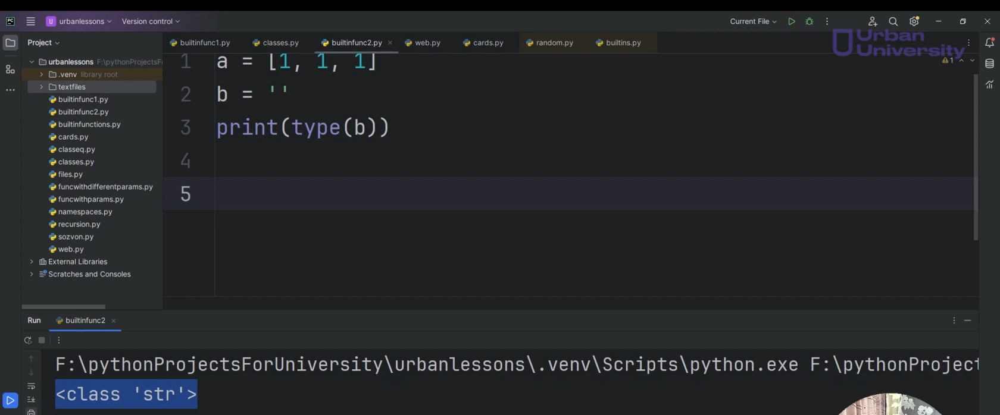 PC
U urbanlessons
Version control
Current File
Urban
University
Project
builtinfunc1.py
classes.py
builtinfunc2.py
web.py
cards.py
random.py
builtins.py
urbanlessons F:\pythonProjectsF
.venv library root
textfiles
builtinfunc1.py
builtinfunc2.py
builtinfunctions.py
cards.py
classeq.py
classes.py
files.py
funcwithdifferentparams.py
funcwithparams.py
namespaces.py
recursion.py
sozvon.py
web.py
External Libraries
Scratches and Consoles
1 a = [1, 1, 1]
2 b = ''
3 print(type(b))
4
5
1
Run
builtinfunc2
F:\pythonProjectsForUniversity\urbanlessons\.venv\Scripts\python.exe F:\pythonProject
<class 'str'>